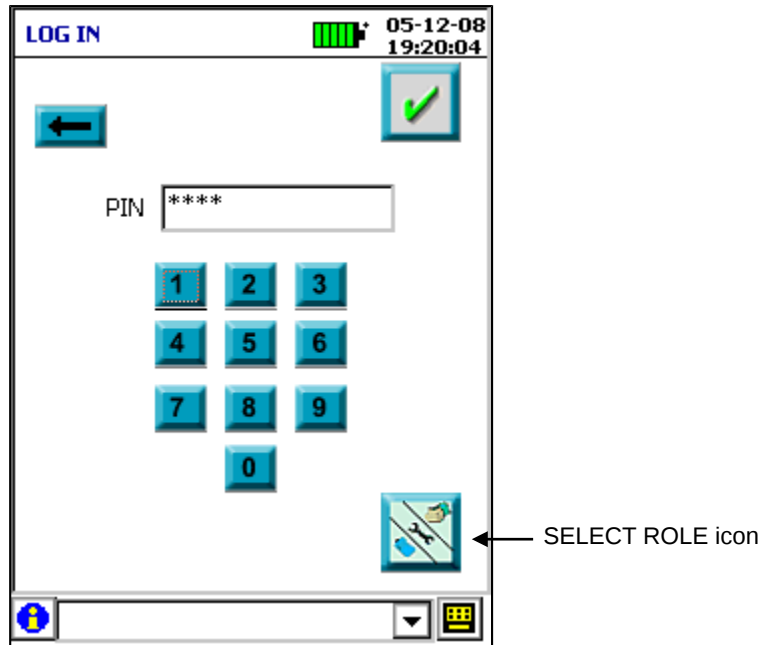 LOG IN
05-12-08
19:20:04
PIN ****
1 2 3
4 5 6
7 8 9
0
SELECT ROLE icon